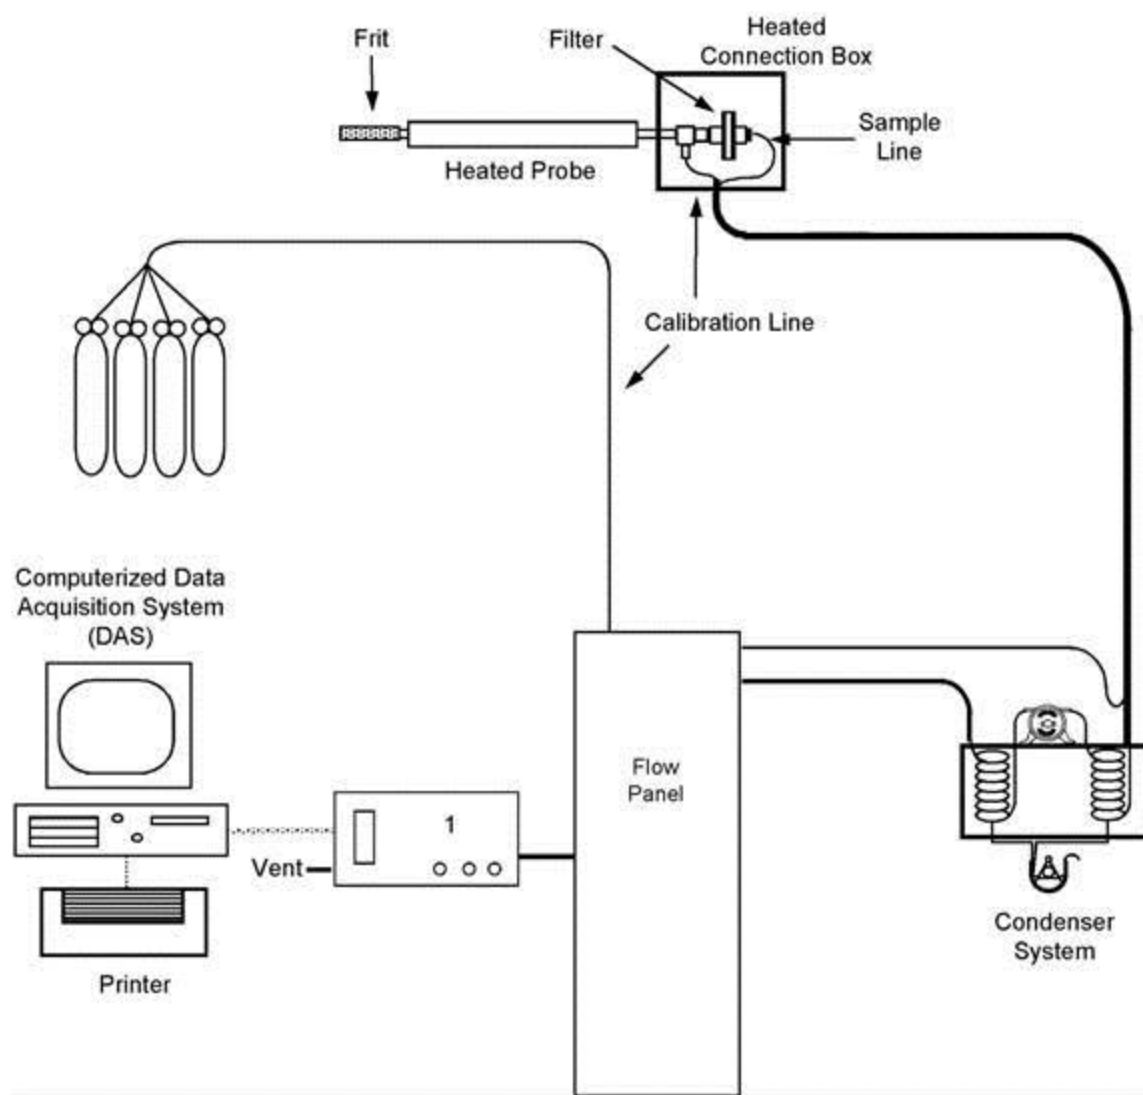 Frit
Filter
Heated
Connection Box
Sample
Line
Heated Probe
Calibration Line
Computerized Data
Acquisition System
(DAS)
Flow
Panel
1
Vent
Condenser
System
Printer